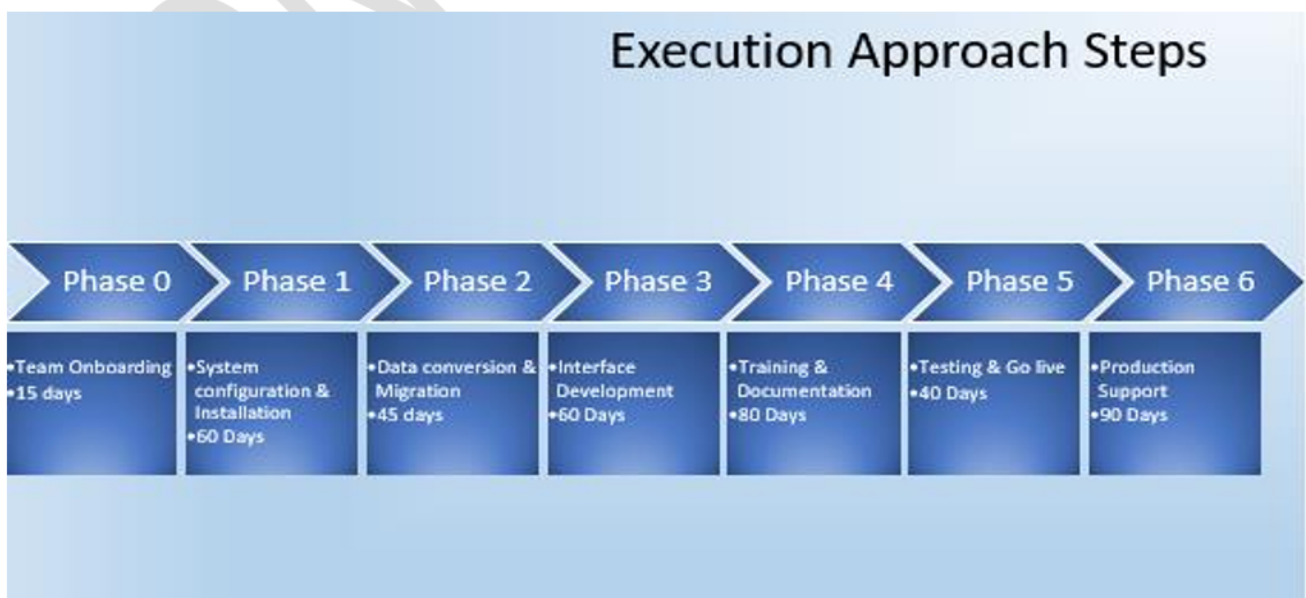 Execution Approach Steps
Phase 0
Phase 1
Phase 2
Phase 3
Phase 4
Phase 5
Phase 6
•Team Onboarding
•15 days
•System
configuration &
Installation
•60 Days
•Data conversion &
Migration
•45 days
•Interface
Development
•60 Days
•Training &
Documentation
•80 Days
•Testing & Go live
•40 Days
•Production
Support
•90 Days